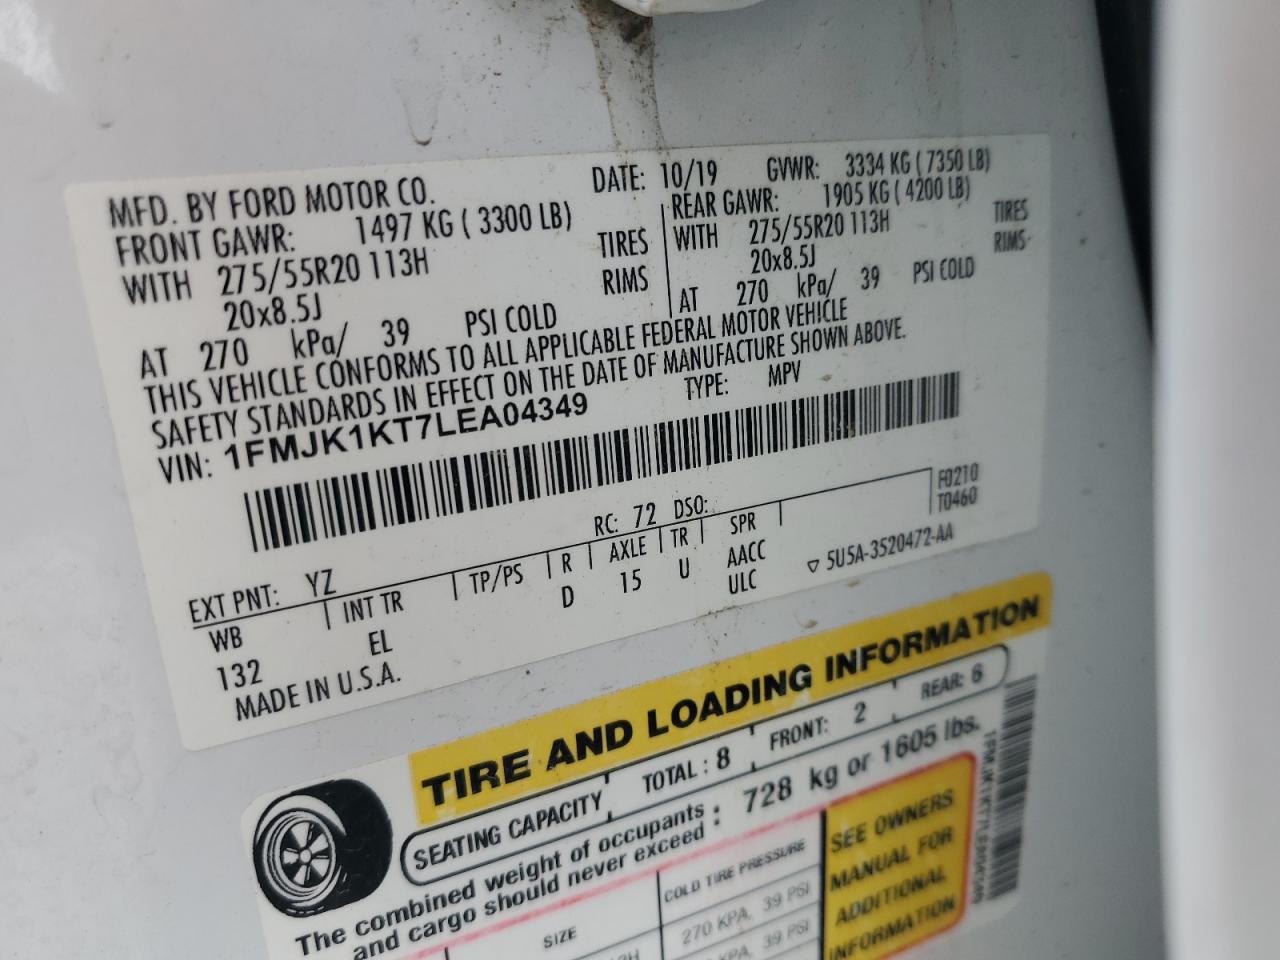 MFD. BY FORD MOTOR CO.
DATE: 10/19 GVWR: 3334 KG ( 7350 LB)
FRONT GAWR: 1497 KG ( 3300 LB)
WITH 275/55R20 113H TIRES
20x8.5J RIMS
AT 270 kPa/ 39 PSI COLD
REAR GAWR: 1905 KG ( 4200 LB)
WITH 275/55R20 113H TIRES
20x8.5J RIMS
AT 270 kPa/ 39 PSI COLD
THIS VEHICLE CONFORMS TO ALL APPLICABLE FEDERAL MOTOR VEHICLE
SAFETY STANDARDS IN EFFECT ON THE DATE OF MANUFACTURE SHOWN ABOVE.
VIN: 1FMJK1KT7LEA04349
TYPE: MPV
F0210
T0460
EXT PNT: YZ RC: 72 DSO:
WB INT TR TP/PS R AXLE TR SPR
132 EL D 15 U AACC
ULC
▽ 5U5A-3520472-AA
MADE IN U.S.A.
TIRE AND LOADING INFORMATION
SEATING CAPACITY TOTAL : 8 FRONT: 2 REAR: 6
The combined weight of occupants : 728 kg or 1605 lbs.
and cargo should never exceed :
SIZE COLD TIRE PRESSURE
270 KPA, 39 PSI
KPA, 39 PSI
SEE OWNERS
MANUAL FOR
ADDITIONAL
INFORMATION